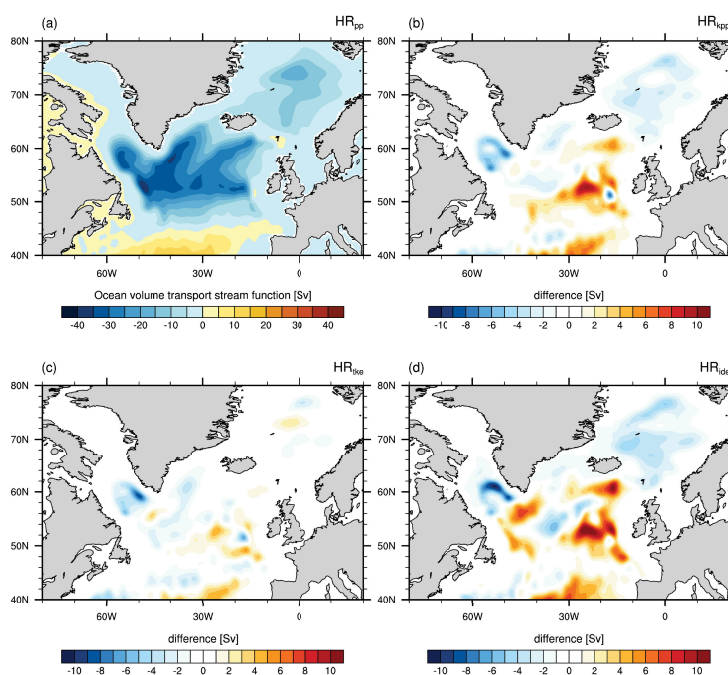 (a) HRpp
80N
70N
60N
50N
40N
60W 30W 0
Ocean volume transport stream function [Sv]
-40 -30 -20 -10 0 10 20 30 40
(b) HRkpp
80N
70N
60N
50N
40N
60W 30W 0
difference [Sv]
-10 -8 -6 -4 -2 2 4 6 8 10
(c) HRtke
80N
70N
60N
50N
40N
60W 30W 0
difference [Sv]
-10 -8 -6 -4 -2 0 2 4 6 8 10
(d) HRide
80N
70N
60N
50N
40N
60W 30W 0
difference [Sv]
-10 -8 -6 -4 -2 0 2 4 6 8 10